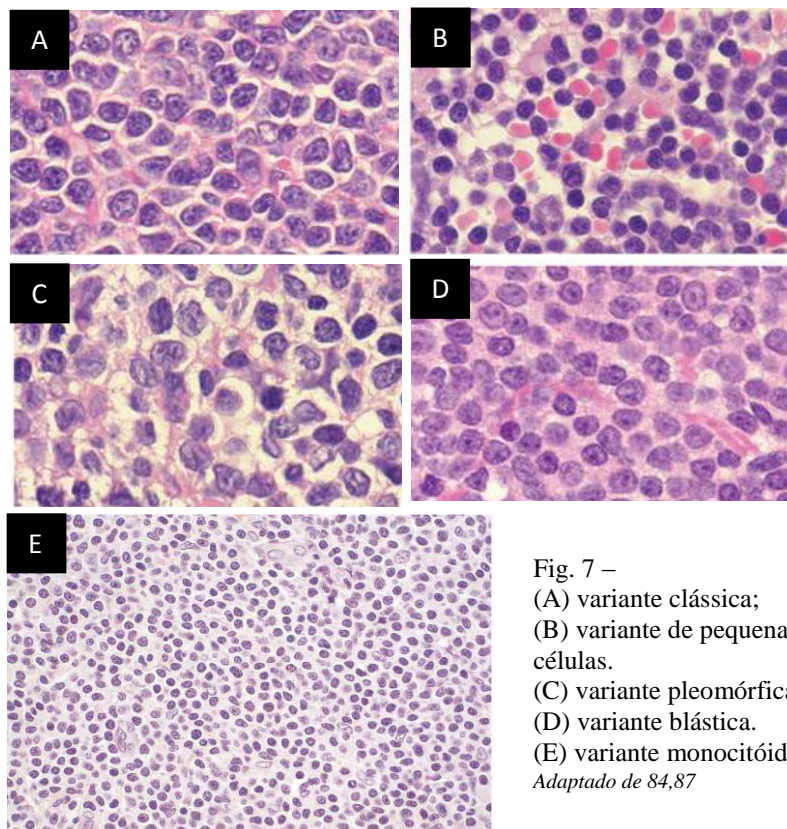 A
B
C
D
E
Fig. 7 –
(A) variante clássica;
(B) variante de pequena
células.
(C) variante pleomórfica
(D) variante blástica.
(E) variante monocitóid
Adaptado de 84,87